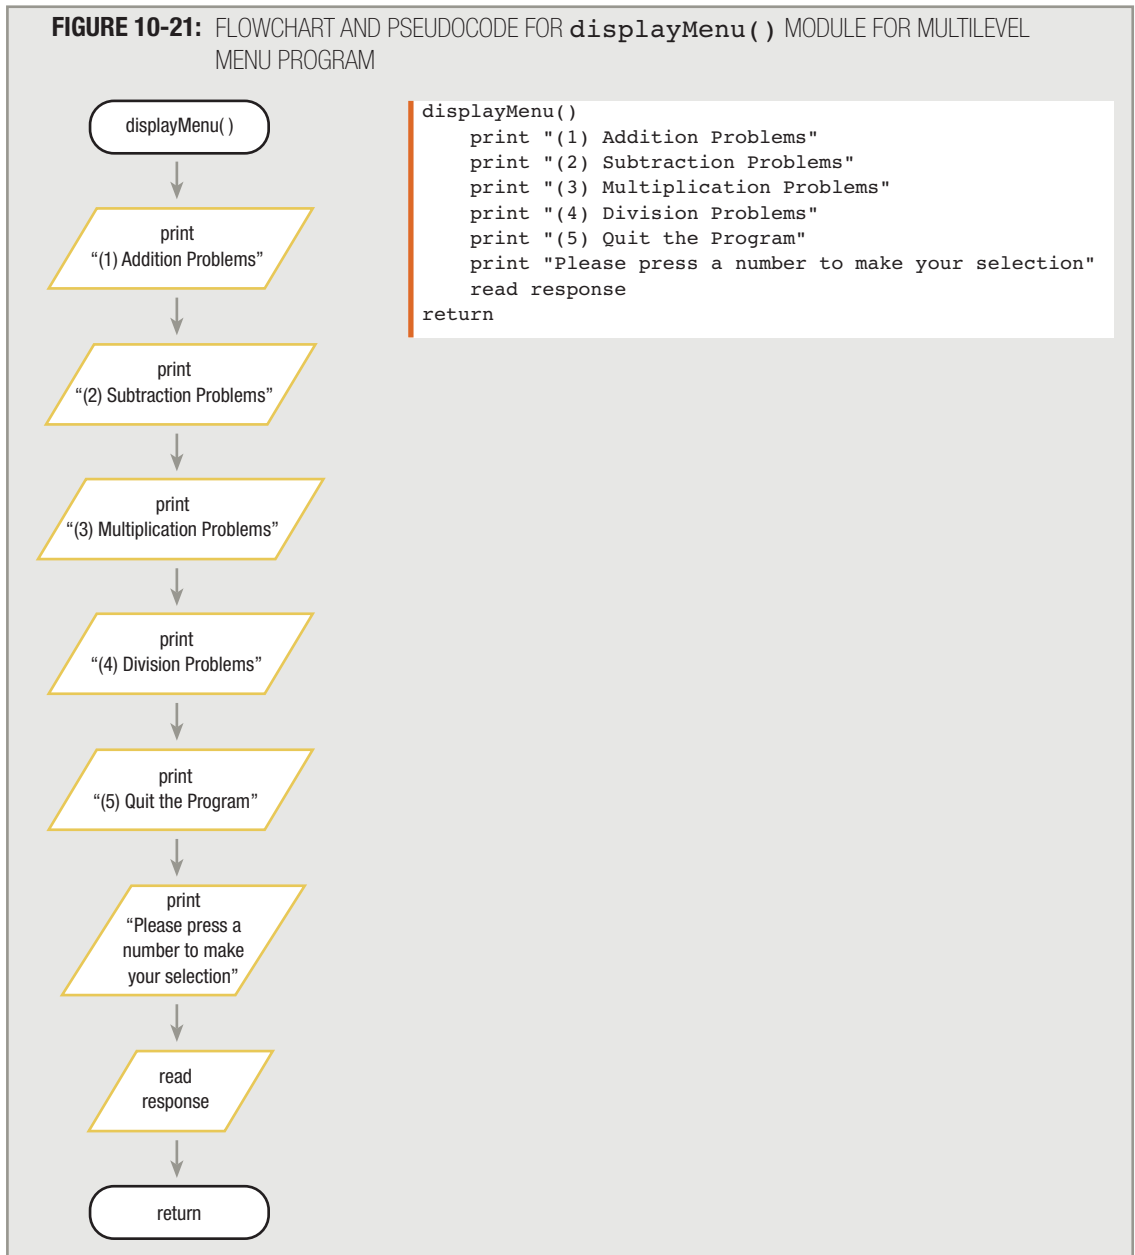 FIGURE 10-21: FLOWCHART AND PSEUDOCODE FOR displayMenu() MODULE FOR MULTILEVEL
MENU PROGRAM
displayMenu( )
print
“(1) Addition Problems”
print
“(2) Subtraction Problems”
print
“(3) Multiplication Problems”
print
“(4) Division Problems”
print
“(5) Quit the Program”
print
“Please press a
number to make
your selection”
read
response
return
displayMenu()
    print "(1) Addition Problems"
    print "(2) Subtraction Problems"
    print "(3) Multiplication Problems"
    print "(4) Division Problems"
    print "(5) Quit the Program"
    print "Please press a number to make your selection"
    read response
return